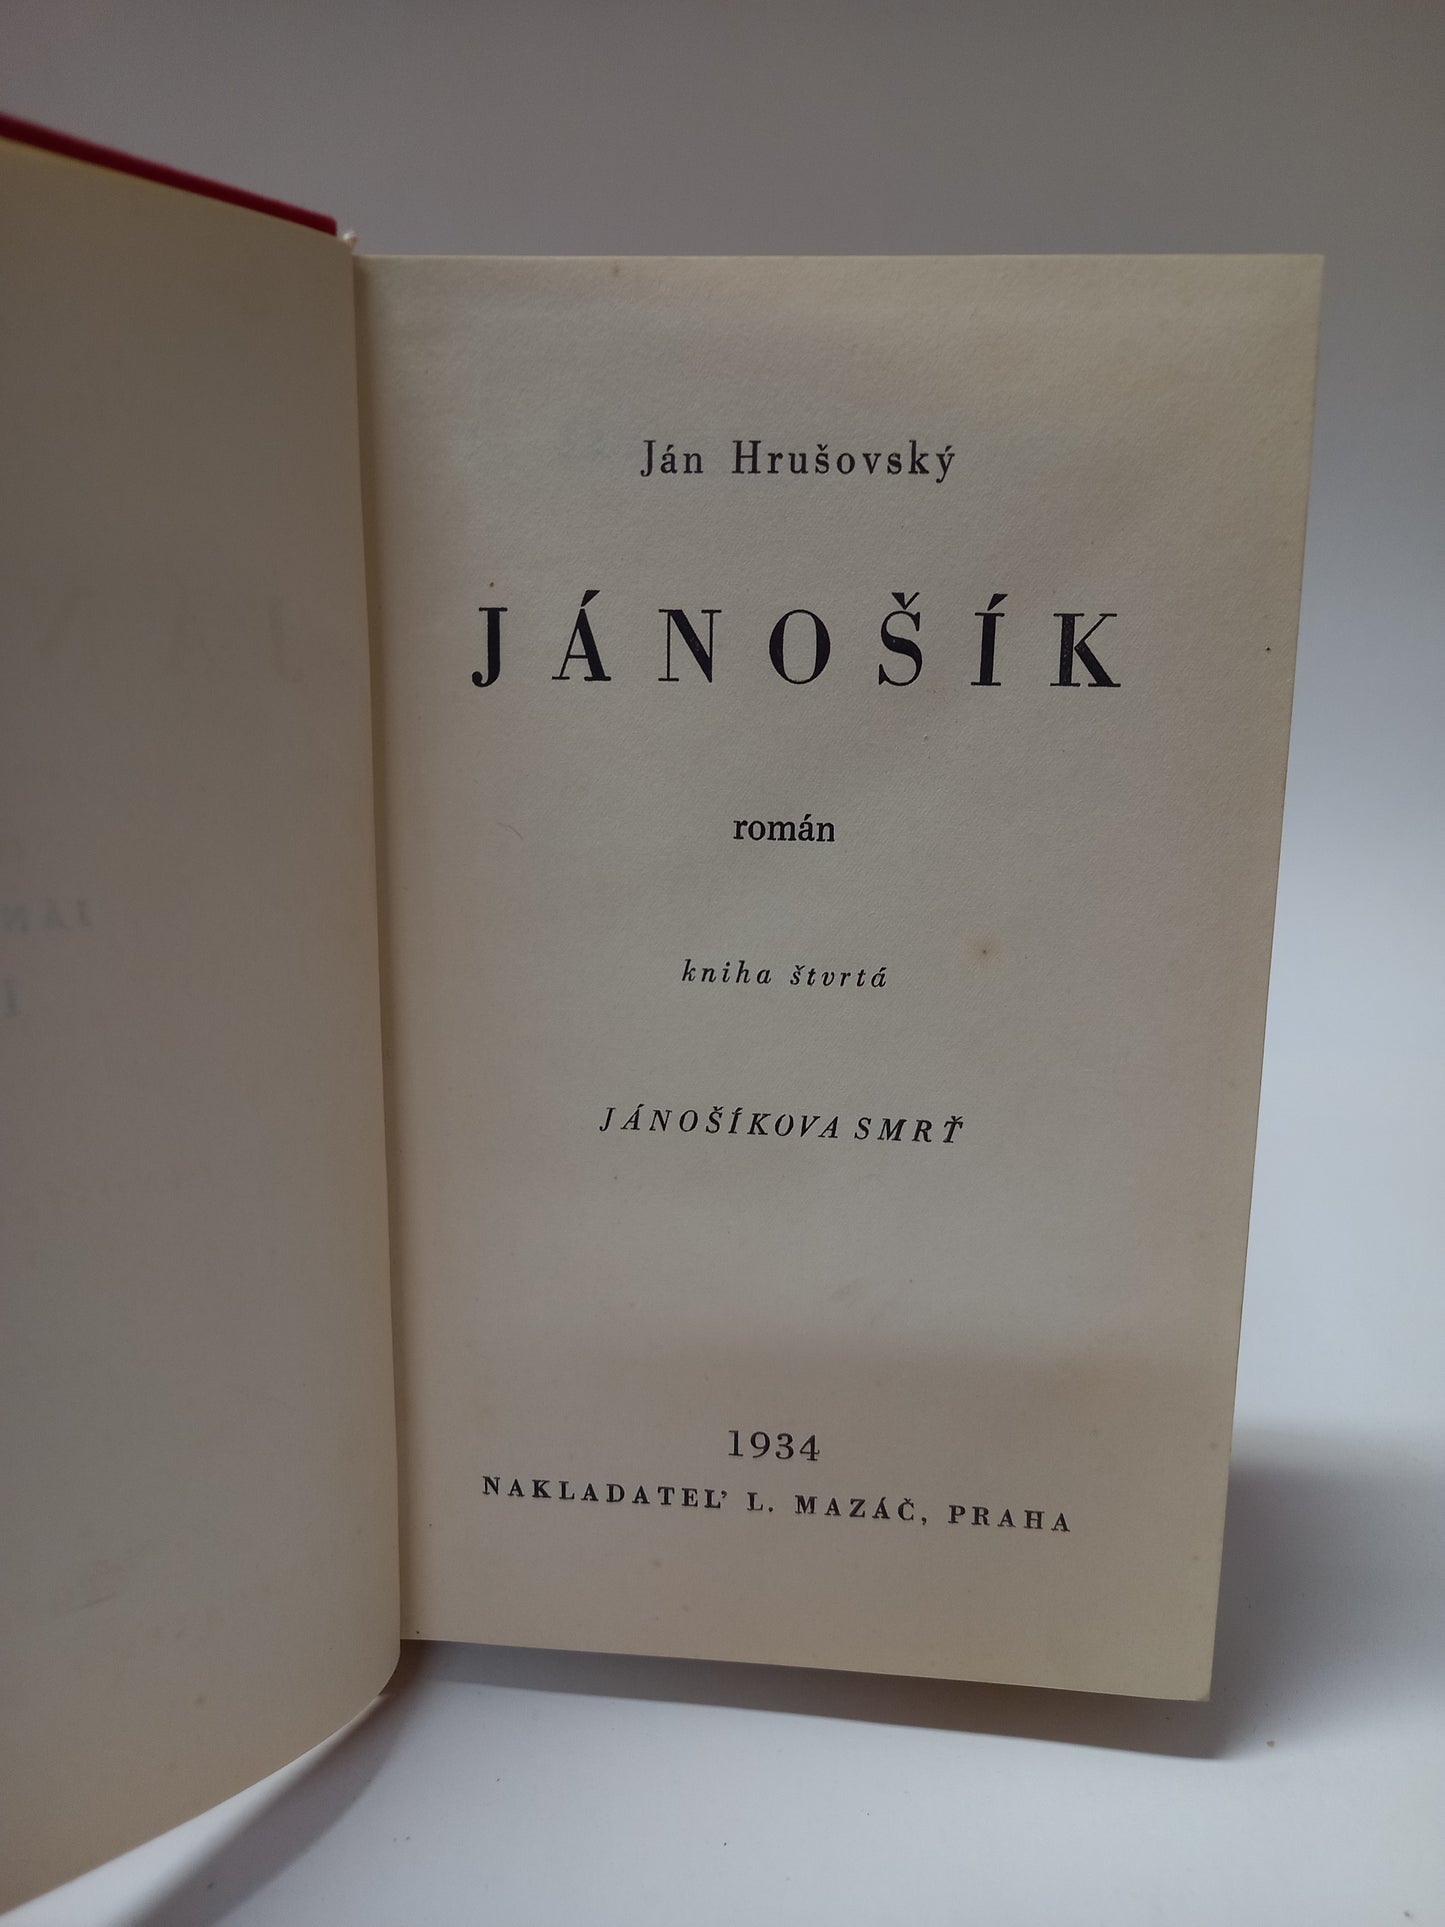 Ján Hrušovský
JÁNOŠÍK
román
kniha štvrtá
JÁNOŠÍKOVA SMRŤ
1934
NAKLADATEĽ L. MAZÁČ, PRAHA